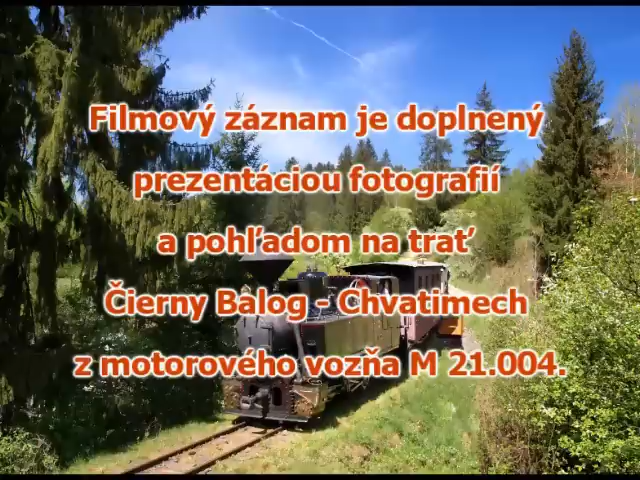 Filmový záznam je doplnený
prezentáciou fotografií
a pohľadom na trať
Čierny Balog - Chvatimech
z motorového vozňa M 21.004.